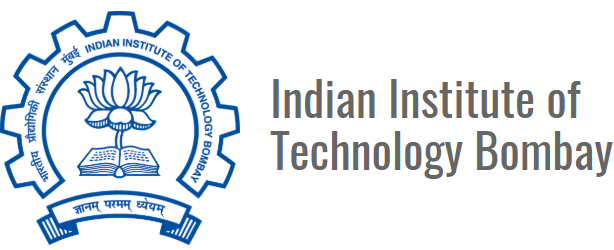 भारतीय प्रौद्योगिकी संस्थान मुंबई
INDIAN INSTITUTE OF TECHNOLOGY BOMBAY
ज्ञानम् परमम् ध्येयम्
Indian Institute of
Technology Bombay